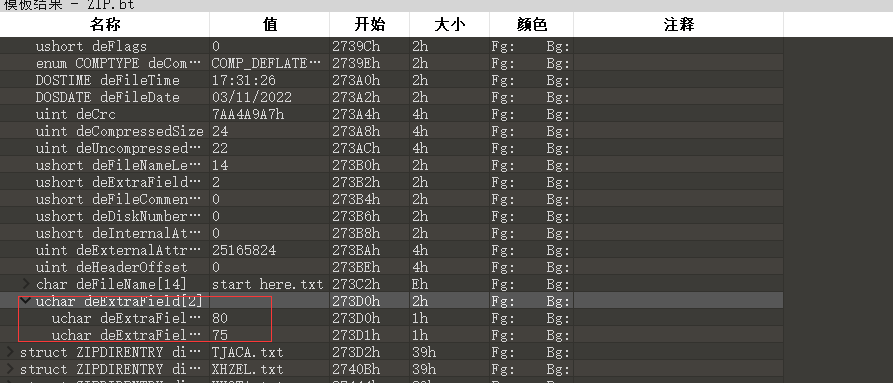 模板结果 - ZIP.bt
名称 值 开始 大小 颜色 注释
ushort deFlags 0 2739Ch 2h Fg: Bg:
enum COMPTYPE deCom… COMP_DEFLATE… 2739Eh 2h Fg: Bg:
DOSTIME deFileTime 17:31:26 273A0h 2h Fg: Bg:
DOSDATE deFileDate 03/11/2022 273A2h 2h Fg: Bg:
uint deCrc 7AA4A9A7h 273A4h 4h Fg: Bg:
uint deCompressedSize 24 273A8h 4h Fg: Bg:
uint deUncompressed… 22 273ACh 4h Fg: Bg:
ushort deFileNameLe… 14 273B0h 2h Fg: Bg:
ushort deExtraField… 2 273B2h 2h Fg: Bg:
ushort deFileCommen… 0 273B4h 2h Fg: Bg:
ushort deDiskNumber… 0 273B6h 2h Fg: Bg:
ushort deInternalAt… 0 273B8h 2h Fg: Bg:
uint deExternalAttr… 25165824 273BAh 4h Fg: Bg:
uint deHeaderOffset 0 273BEh 4h Fg: Bg:
char deFileName[14] start here.txt 273C2h Eh Fg: Bg:
uchar deExtraField[2] 273D0h 2h Fg: Bg:
uchar deExtraFiel… 80 273D0h 1h Fg: Bg:
uchar deExtraFiel… 75 273D1h 1h Fg: Bg:
struct ZIPDIRENTRY di… TJACA.txt 273D2h 39h Fg: Bg:
struct ZIPDIRENTRY di… XHZEL.txt 2740Bh 39h Fg: Bg: